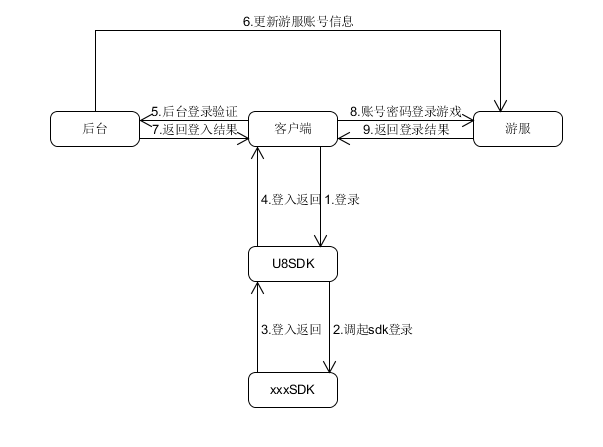 6.更新游服账号信息
5.后台登录验证
8.账号密码登录游戏
后台
客户端
游服
7.返回登入结果
9.返回登录结果
4.登入返回
1.登录
U8SDK
3.登入返回
2.调起sdk登录
xxxSDK